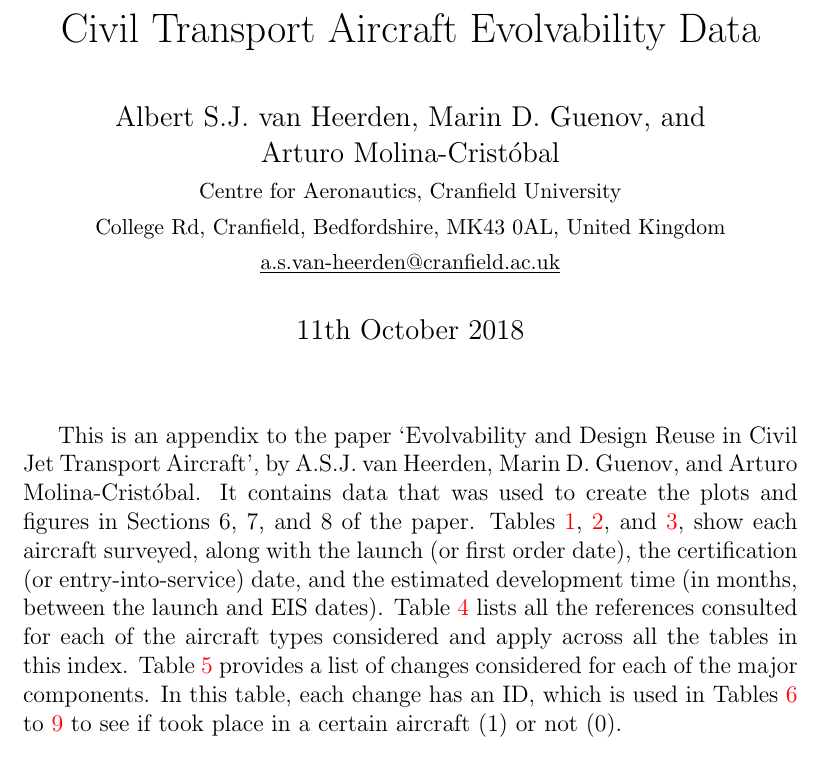 Civil Transport Aircraft Evolvability Data
Albert S.J. van Heerden, Marin D. Guenov, and
Arturo Molina-Cristóbal
Centre for Aeronautics, Cranfield University
College Rd, Cranfield, Bedfordshire, MK43 0AL, United Kingdom
a.s.van-heerden@cranfield.ac.uk
11th October 2018
This is an appendix to the paper ‘Evolvability and Design Reuse in Civil
Jet Transport Aircraft’, by A.S.J. van Heerden, Marin D. Guenov, and Arturo
Molina-Cristóbal. It contains data that was used to create the plots and
figures in Sections 6, 7, and 8 of the paper. Tables 1, 2, and 3, show each
aircraft surveyed, along with the launch (or first order date), the certification
(or entry-into-service) date, and the estimated development time (in months,
between the launch and EIS dates). Table 4 lists all the references consulted
for each of the aircraft types considered and apply across all the tables in
this index. Table 5 provides a list of changes considered for each of the major
components. In this table, each change has an ID, which is used in Tables 6
to 9 to see if took place in a certain aircraft (1) or not (0).